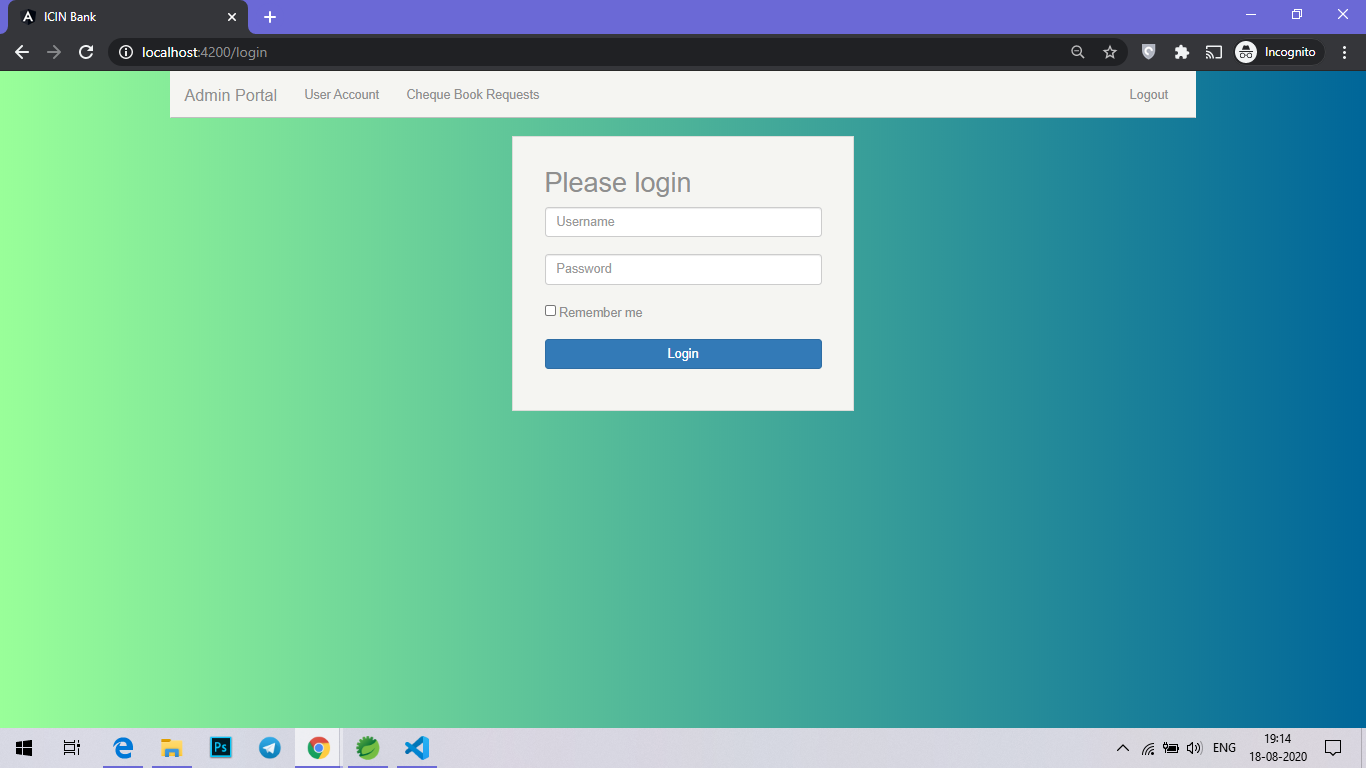 ICIN Bank
localhost:4200/login
Incognito
Admin Portal User Account Cheque Book Requests Logout
Please login
Username
Password
Remember me
Login
Ps
ENG
19:14
18-08-2020